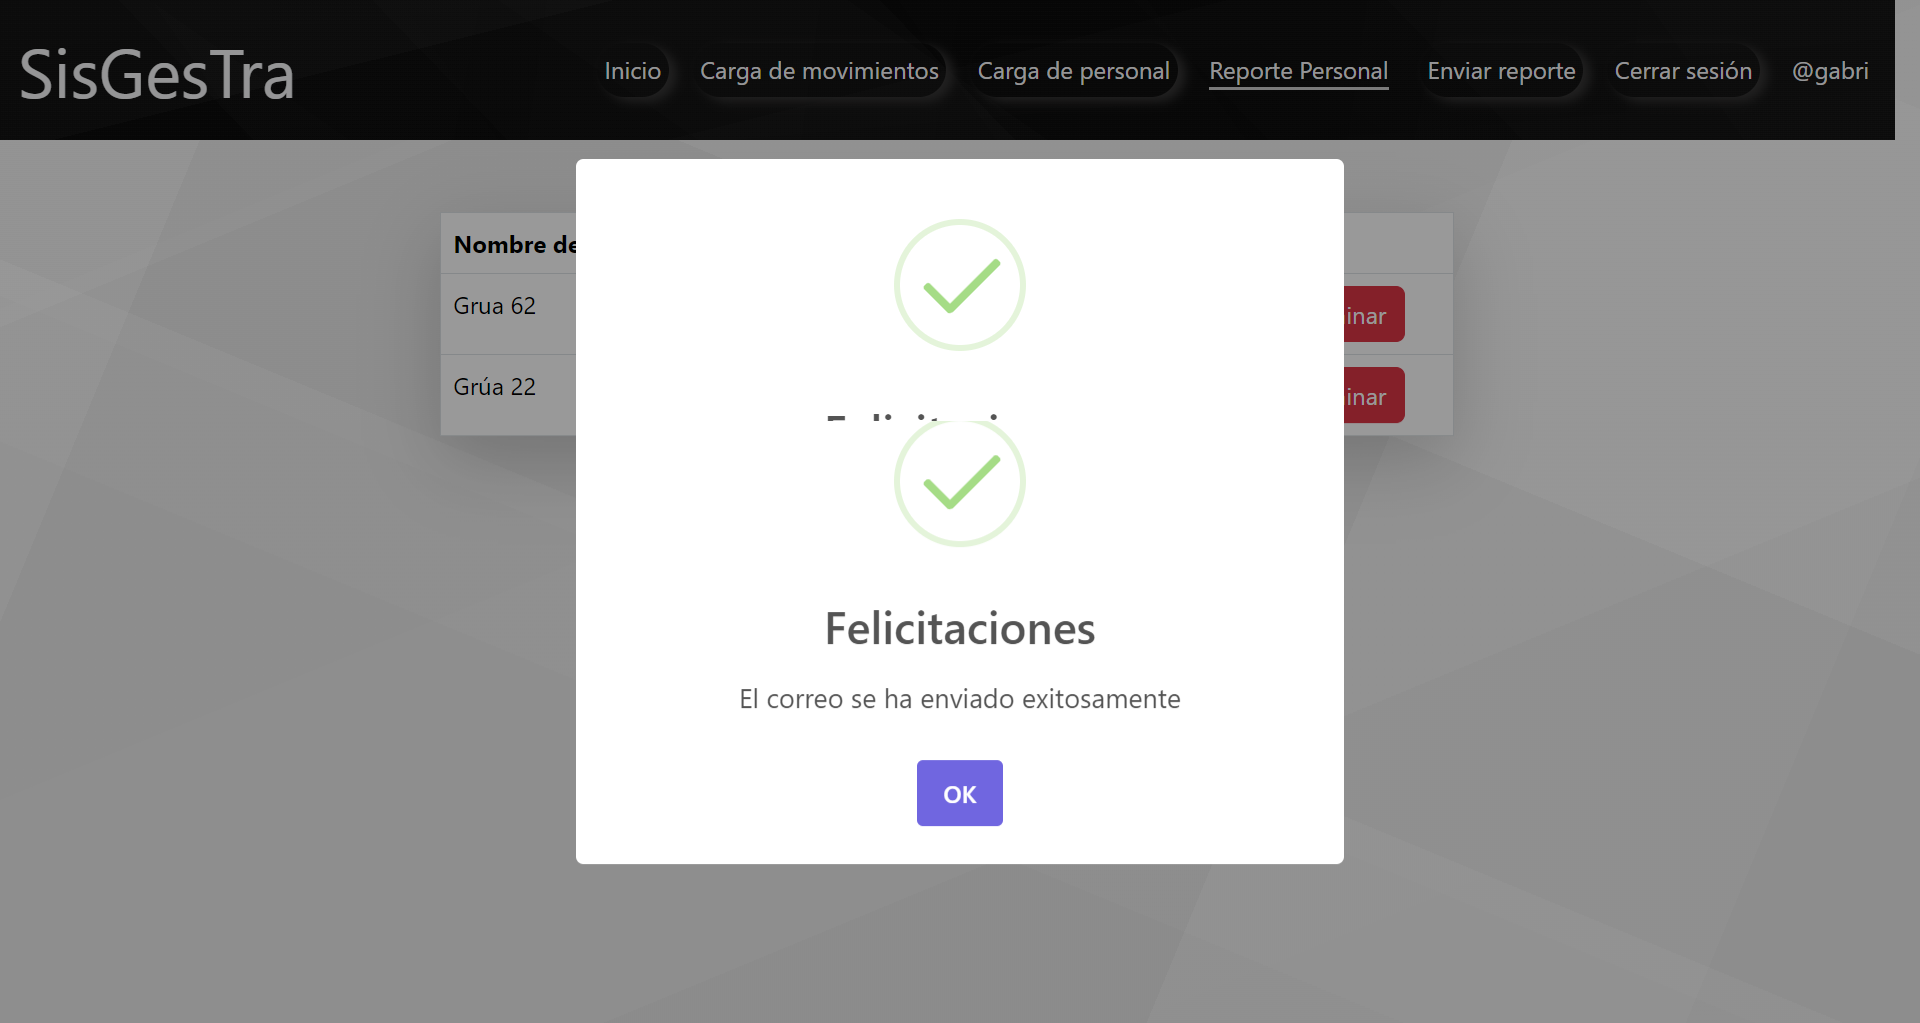 SisGesTra
Inicio Carga de movimientos Carga de personal Reporte Personal Enviar reporte Cerrar sesión @gabri
Nombre de
Grua 62
inar
Grúa 22
inar
Felicitaciones
El correo se ha enviado exitosamente
OK